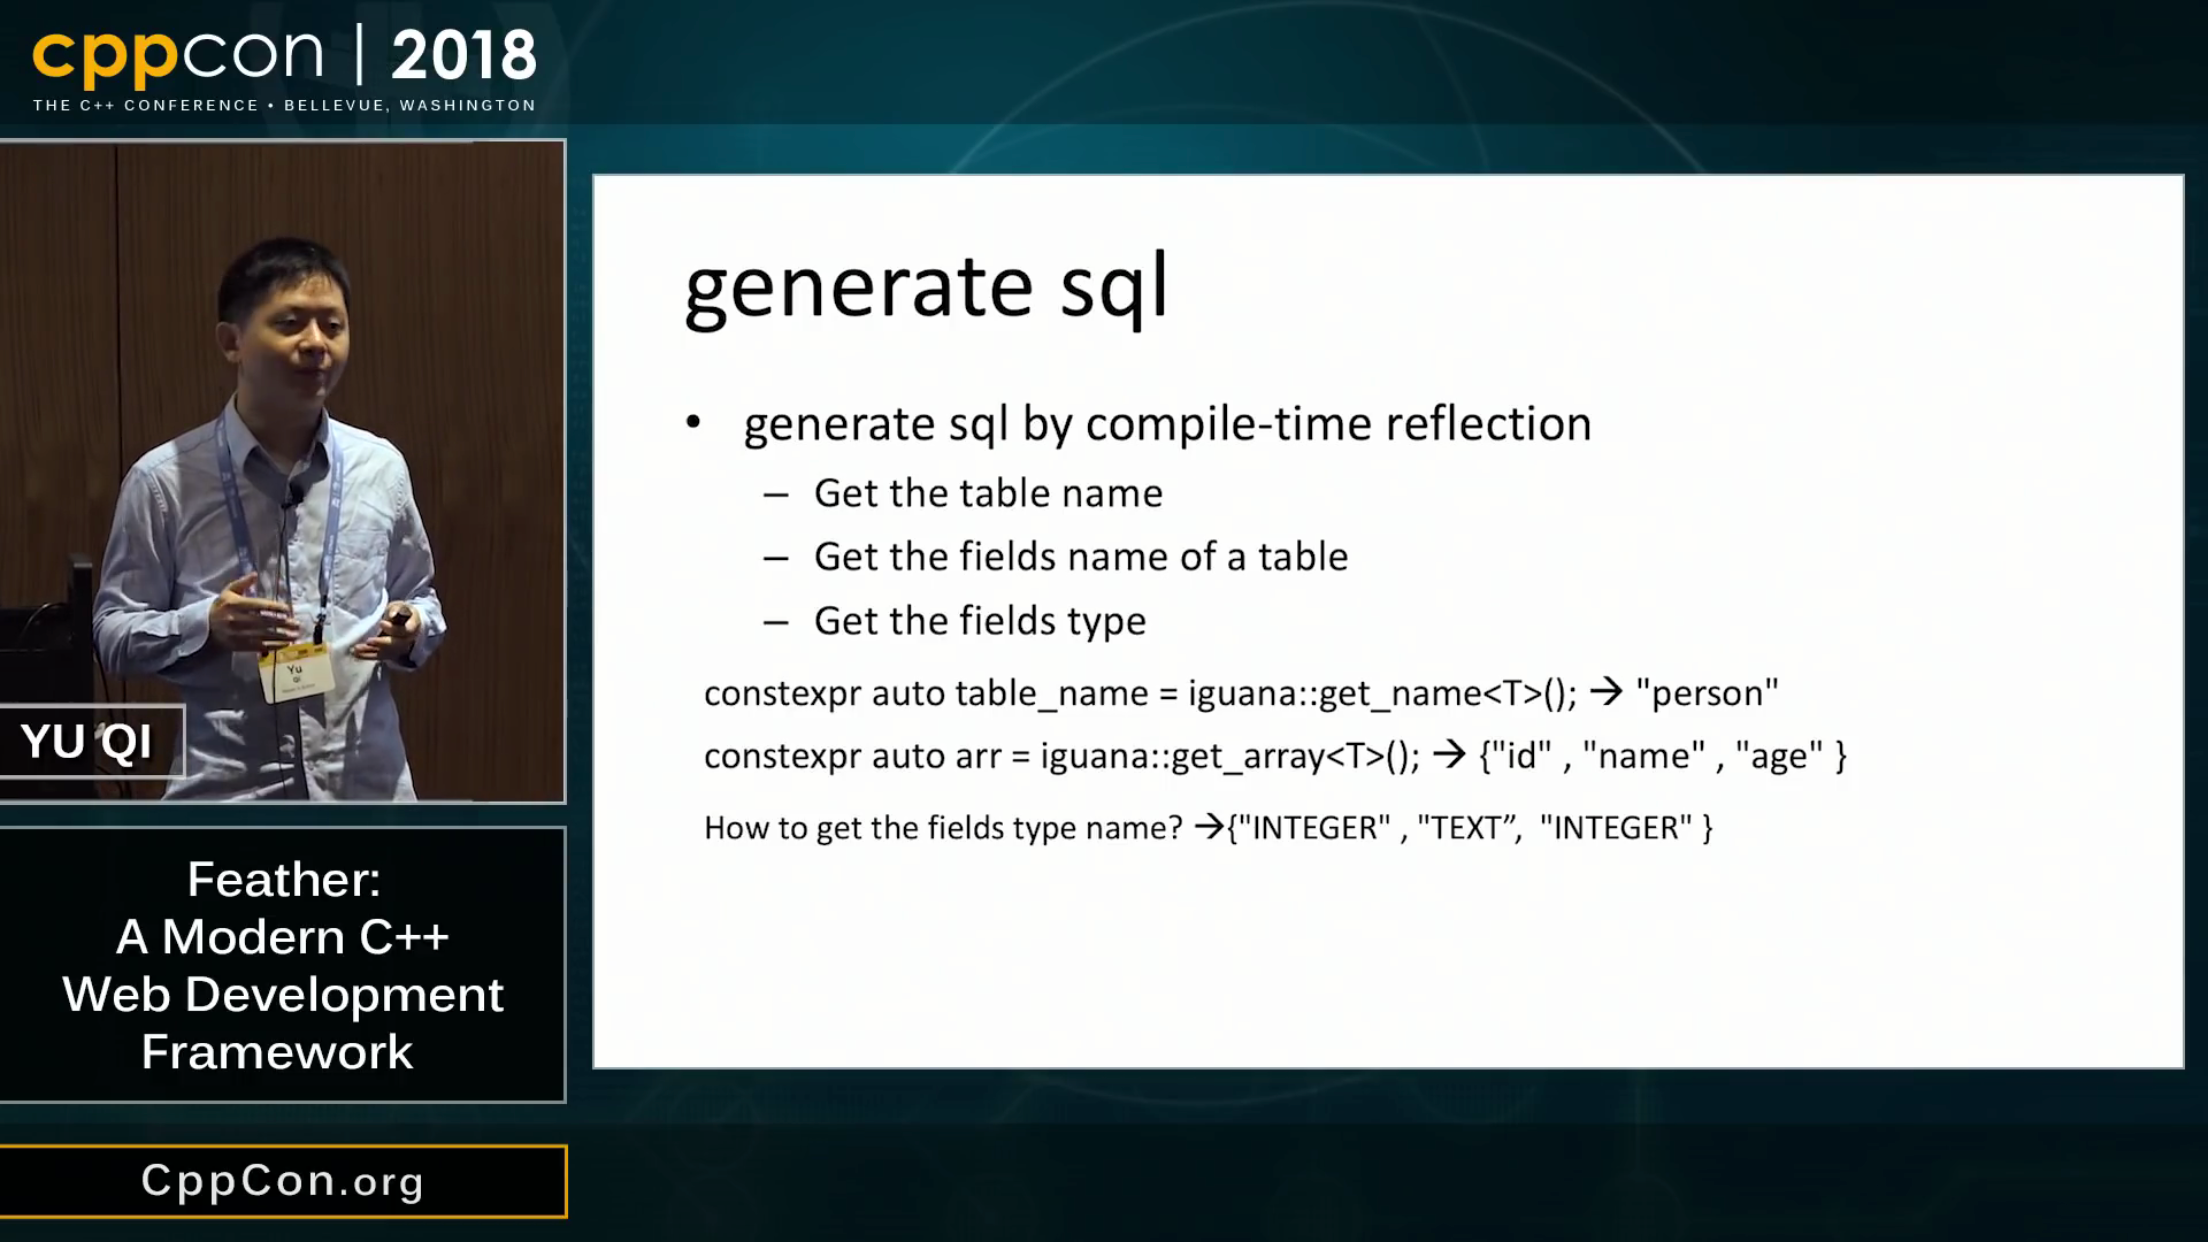 cppcon | 2018
THE C++ CONFERENCE • BELLEVUE, WASHINGTON
Yu
Qi
YU QI
Feather:
A Modern C++
Web Development
Framework
CppCon.org
generate sql
• generate sql by compile-time reflection
– Get the table name
– Get the fields name of a table
– Get the fields type
constexpr auto table_name = iguana::get_name<T>(); → "person"
constexpr auto arr = iguana::get_array<T>(); → {"id" , "name" , "age" }
How to get the fields type name? →{"INTEGER" , "TEXT”, "INTEGER" }